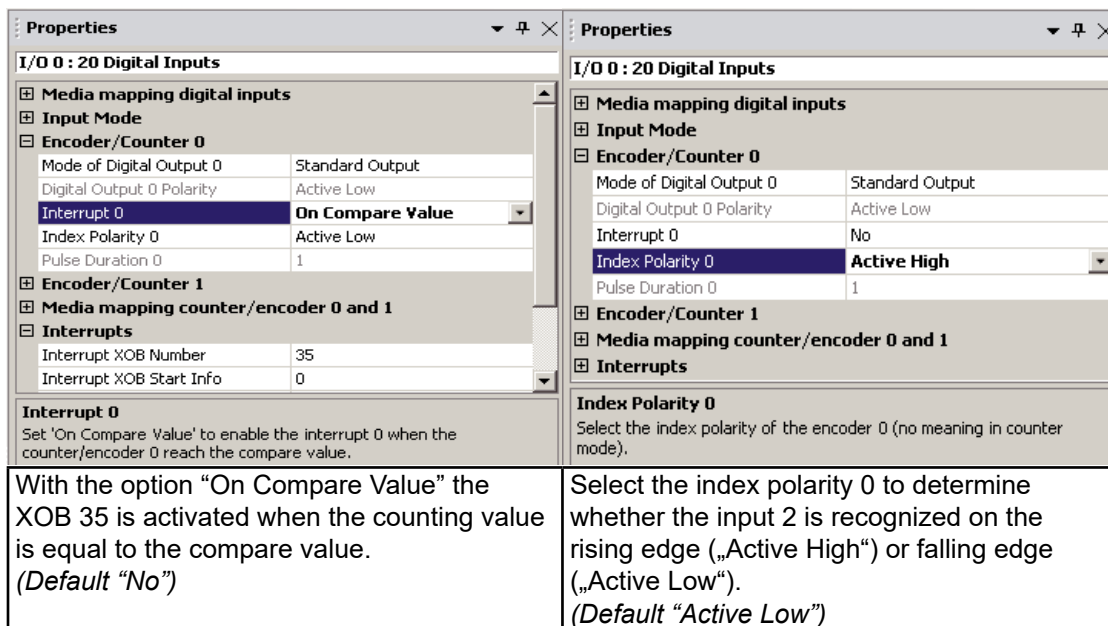 Properties
I/O 0 : 20 Digital Inputs
Media mapping digital inputs
Input Mode
Encoder/Counter 0
Mode of Digital Output 0 Standard Output
Digital Output 0 Polarity Active Low
Interrupt 0 On Compare Value
Index Polarity 0 Active Low
Pulse Duration 0 1
Encoder/Counter 1
Media mapping counter/encoder 0 and 1
Interrupts
Interrupt XOB Number 35
Interrupt XOB Start Info 0
Interrupt 0
Set 'On Compare Value' to enable the interrupt 0 when the
counter/encoder 0 reach the compare value.
With the option “On Compare Value” the
XOB 35 is activated when the counting value
is equal to the compare value.
(Default “No”)
Properties
I/O 0 : 20 Digital Inputs
Media mapping digital inputs
Input Mode
Encoder/Counter 0
Mode of Digital Output 0 Standard Output
Digital Output 0 Polarity Active Low
Interrupt 0 No
Index Polarity 0 Active High
Pulse Duration 0 1
Encoder/Counter 1
Media mapping counter/encoder 0 and 1
Interrupts
Index Polarity 0
Select the index polarity of the encoder 0 (no meaning in counter
mode).
Select the index polarity 0 to determine
whether the input 2 is recognized on the
rising edge („Active High“) or falling edge
(„Active Low“).
(Default “Active Low”)